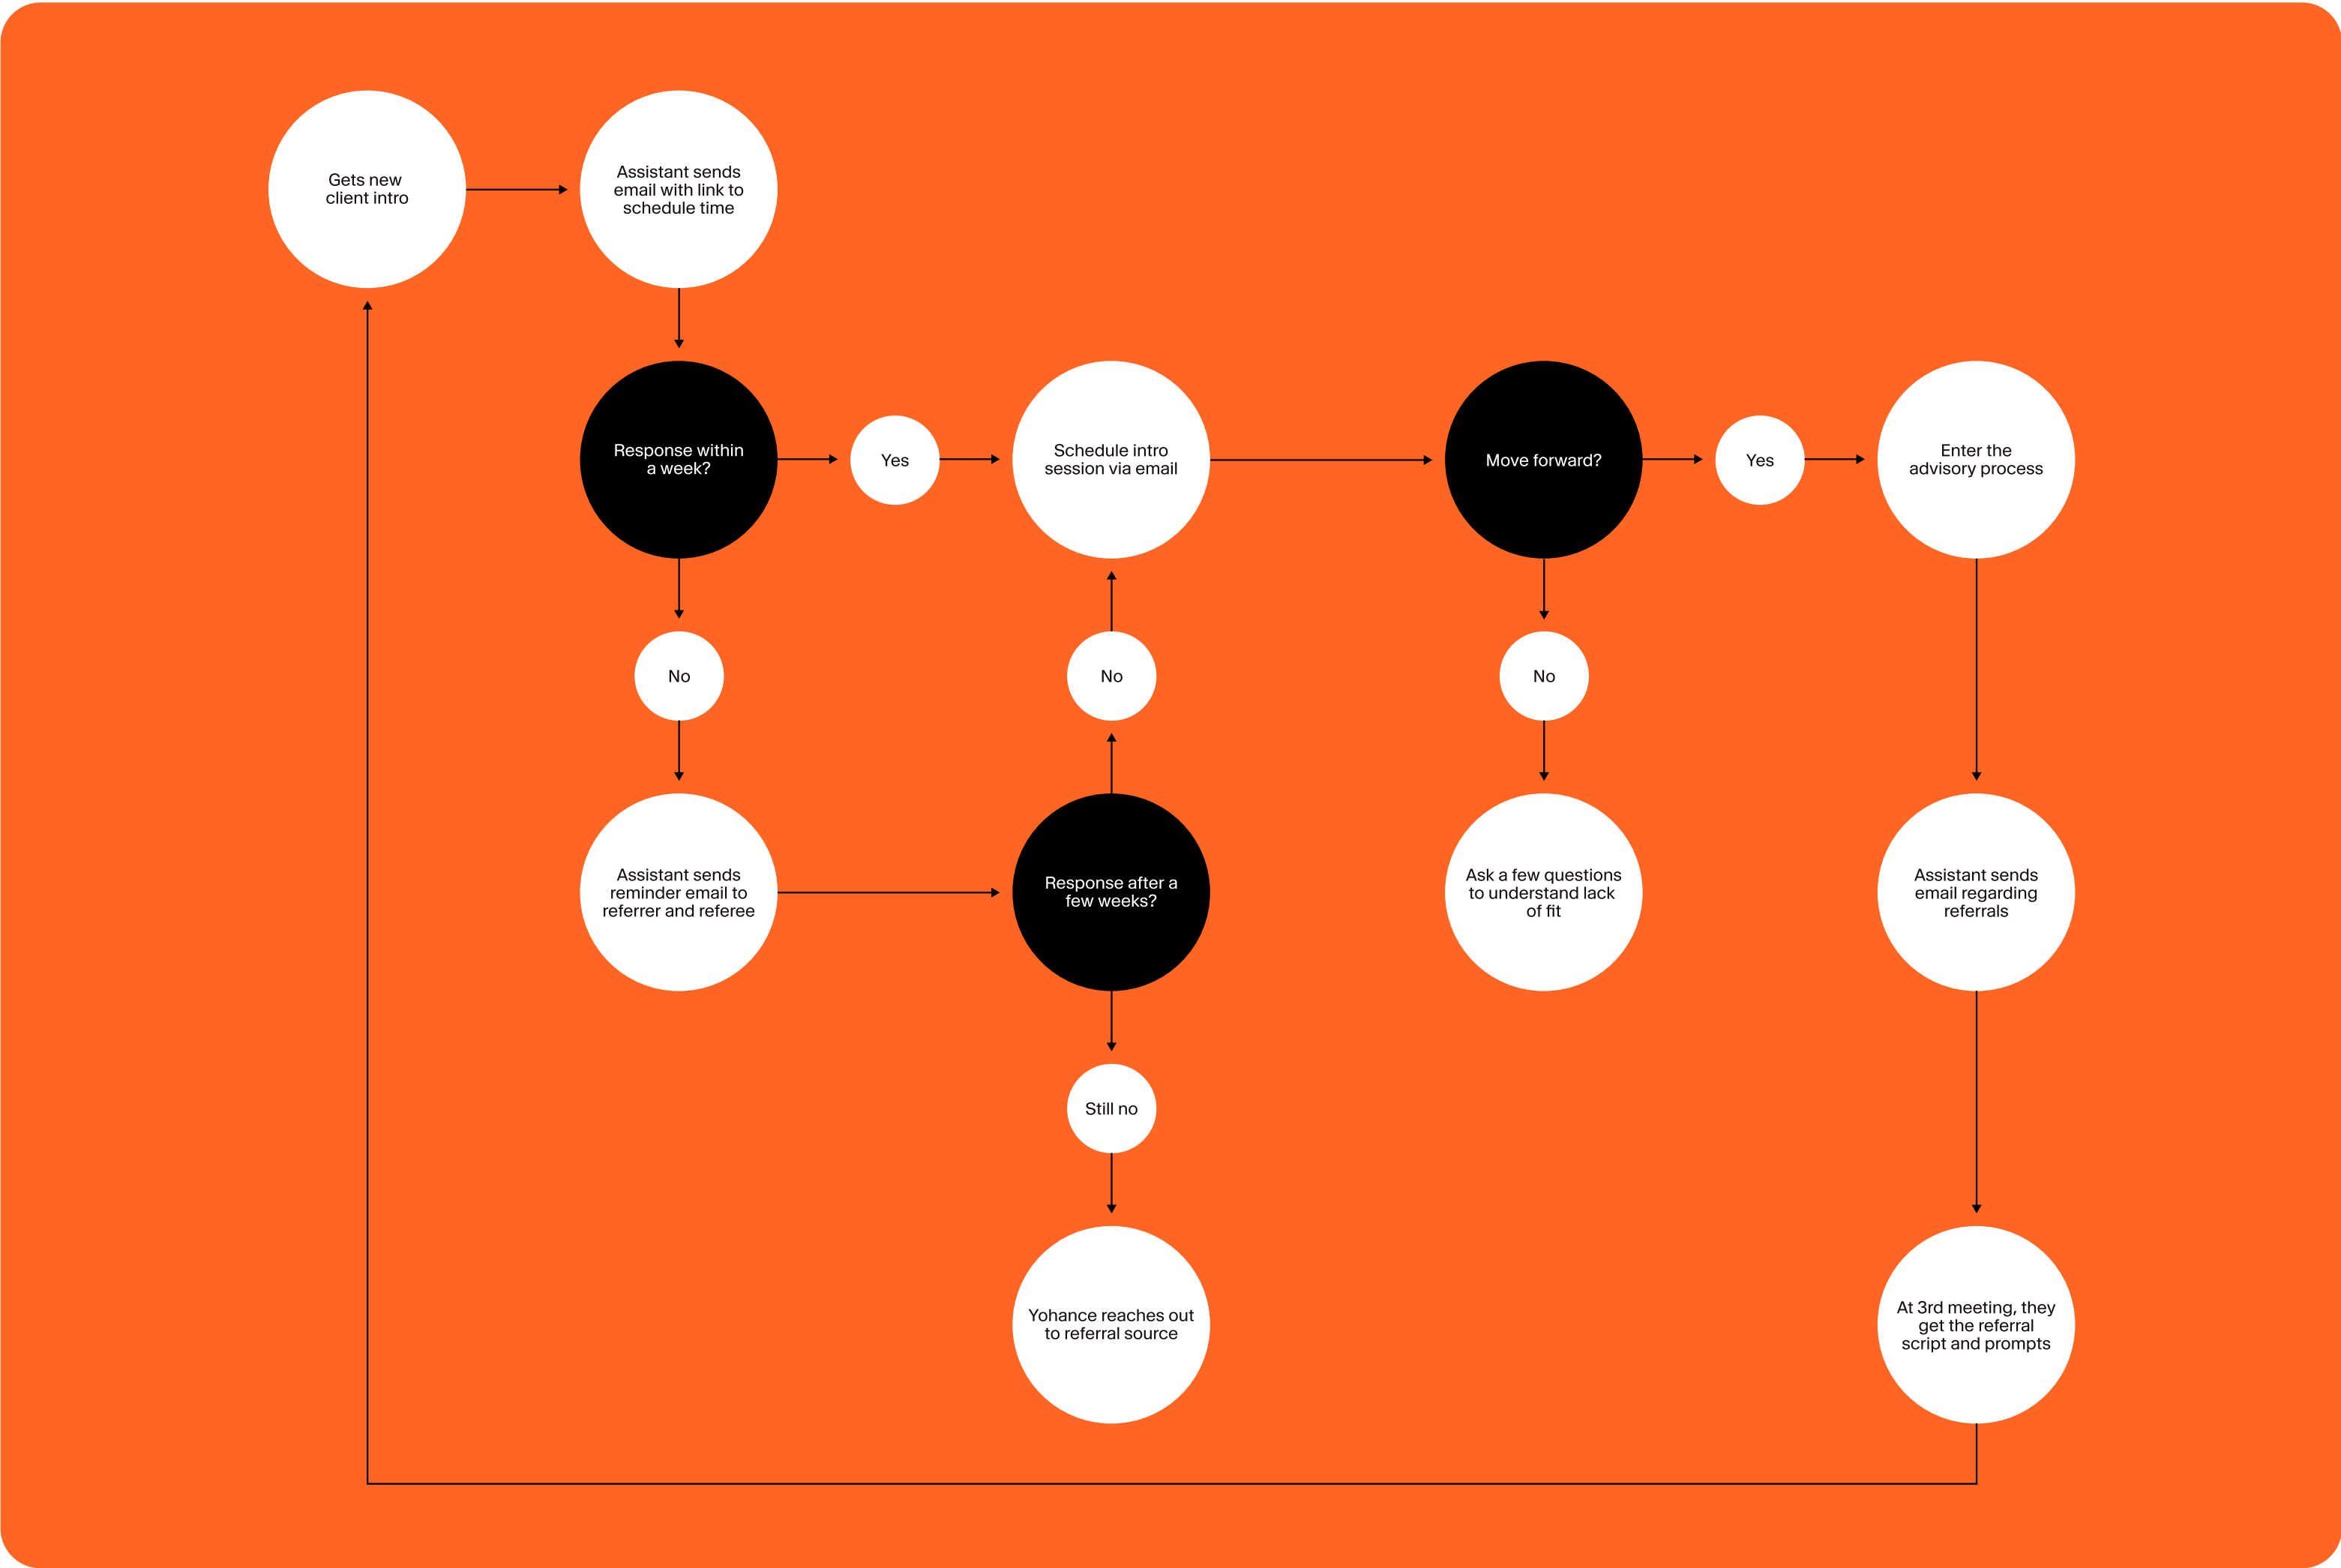 Gets new
client intro
Assistant sends
email with link to
schedule time
Response within
a week?
Yes
Schedule intro
session via email
Move forward?
Yes
Enter the
advisory process
No
No
No
Assistant sends
reminder email to
referrer and referee
Response after a
few weeks?
Ask a few questions
to understand lack
of fit
Assistant sends
email regarding
referrals
Still no
Yohance reaches out
to referral source
At 3rd meeting, they
get the referral
script and prompts